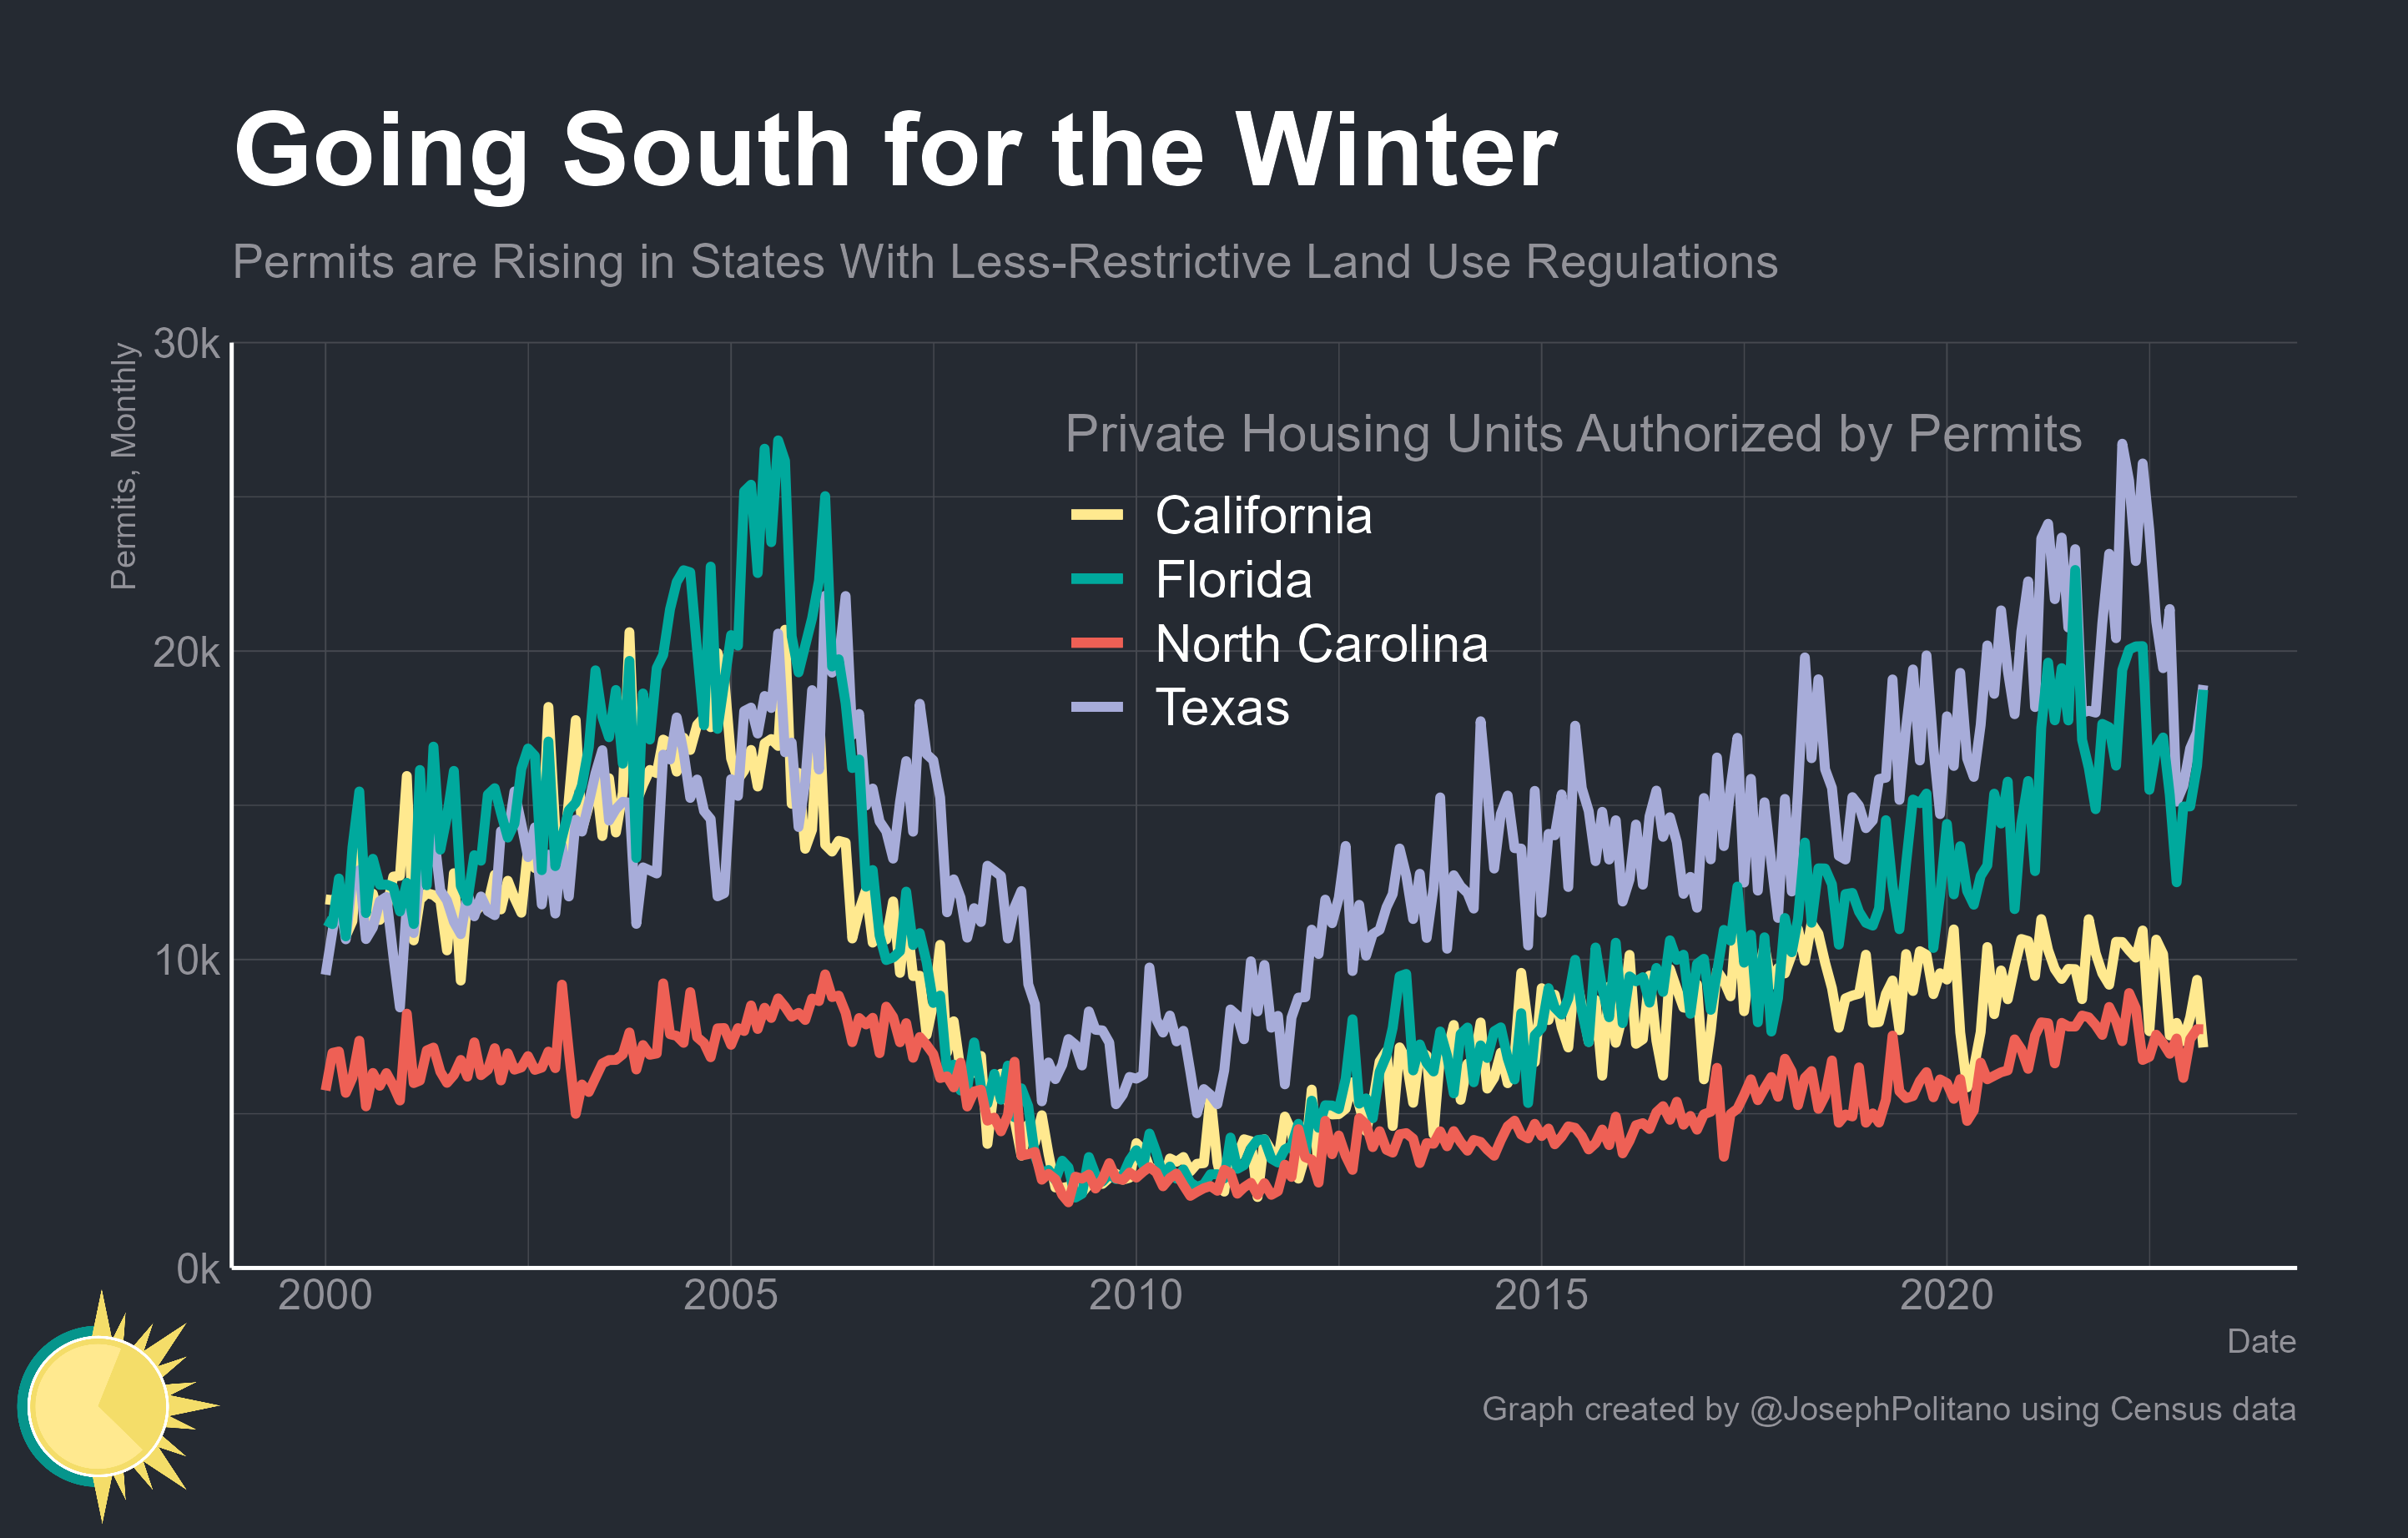 Going South for the Winter
Permits are Rising in States With Less-Restrictive Land Use Regulations
Permits, Monthly
30k
20k
10k
0k
Private Housing Units Authorized by Permits
California
Florida
North Carolina
Texas
2000 2005 2010 2015 2020
Date
Graph created by @JosephPolitano using Census data